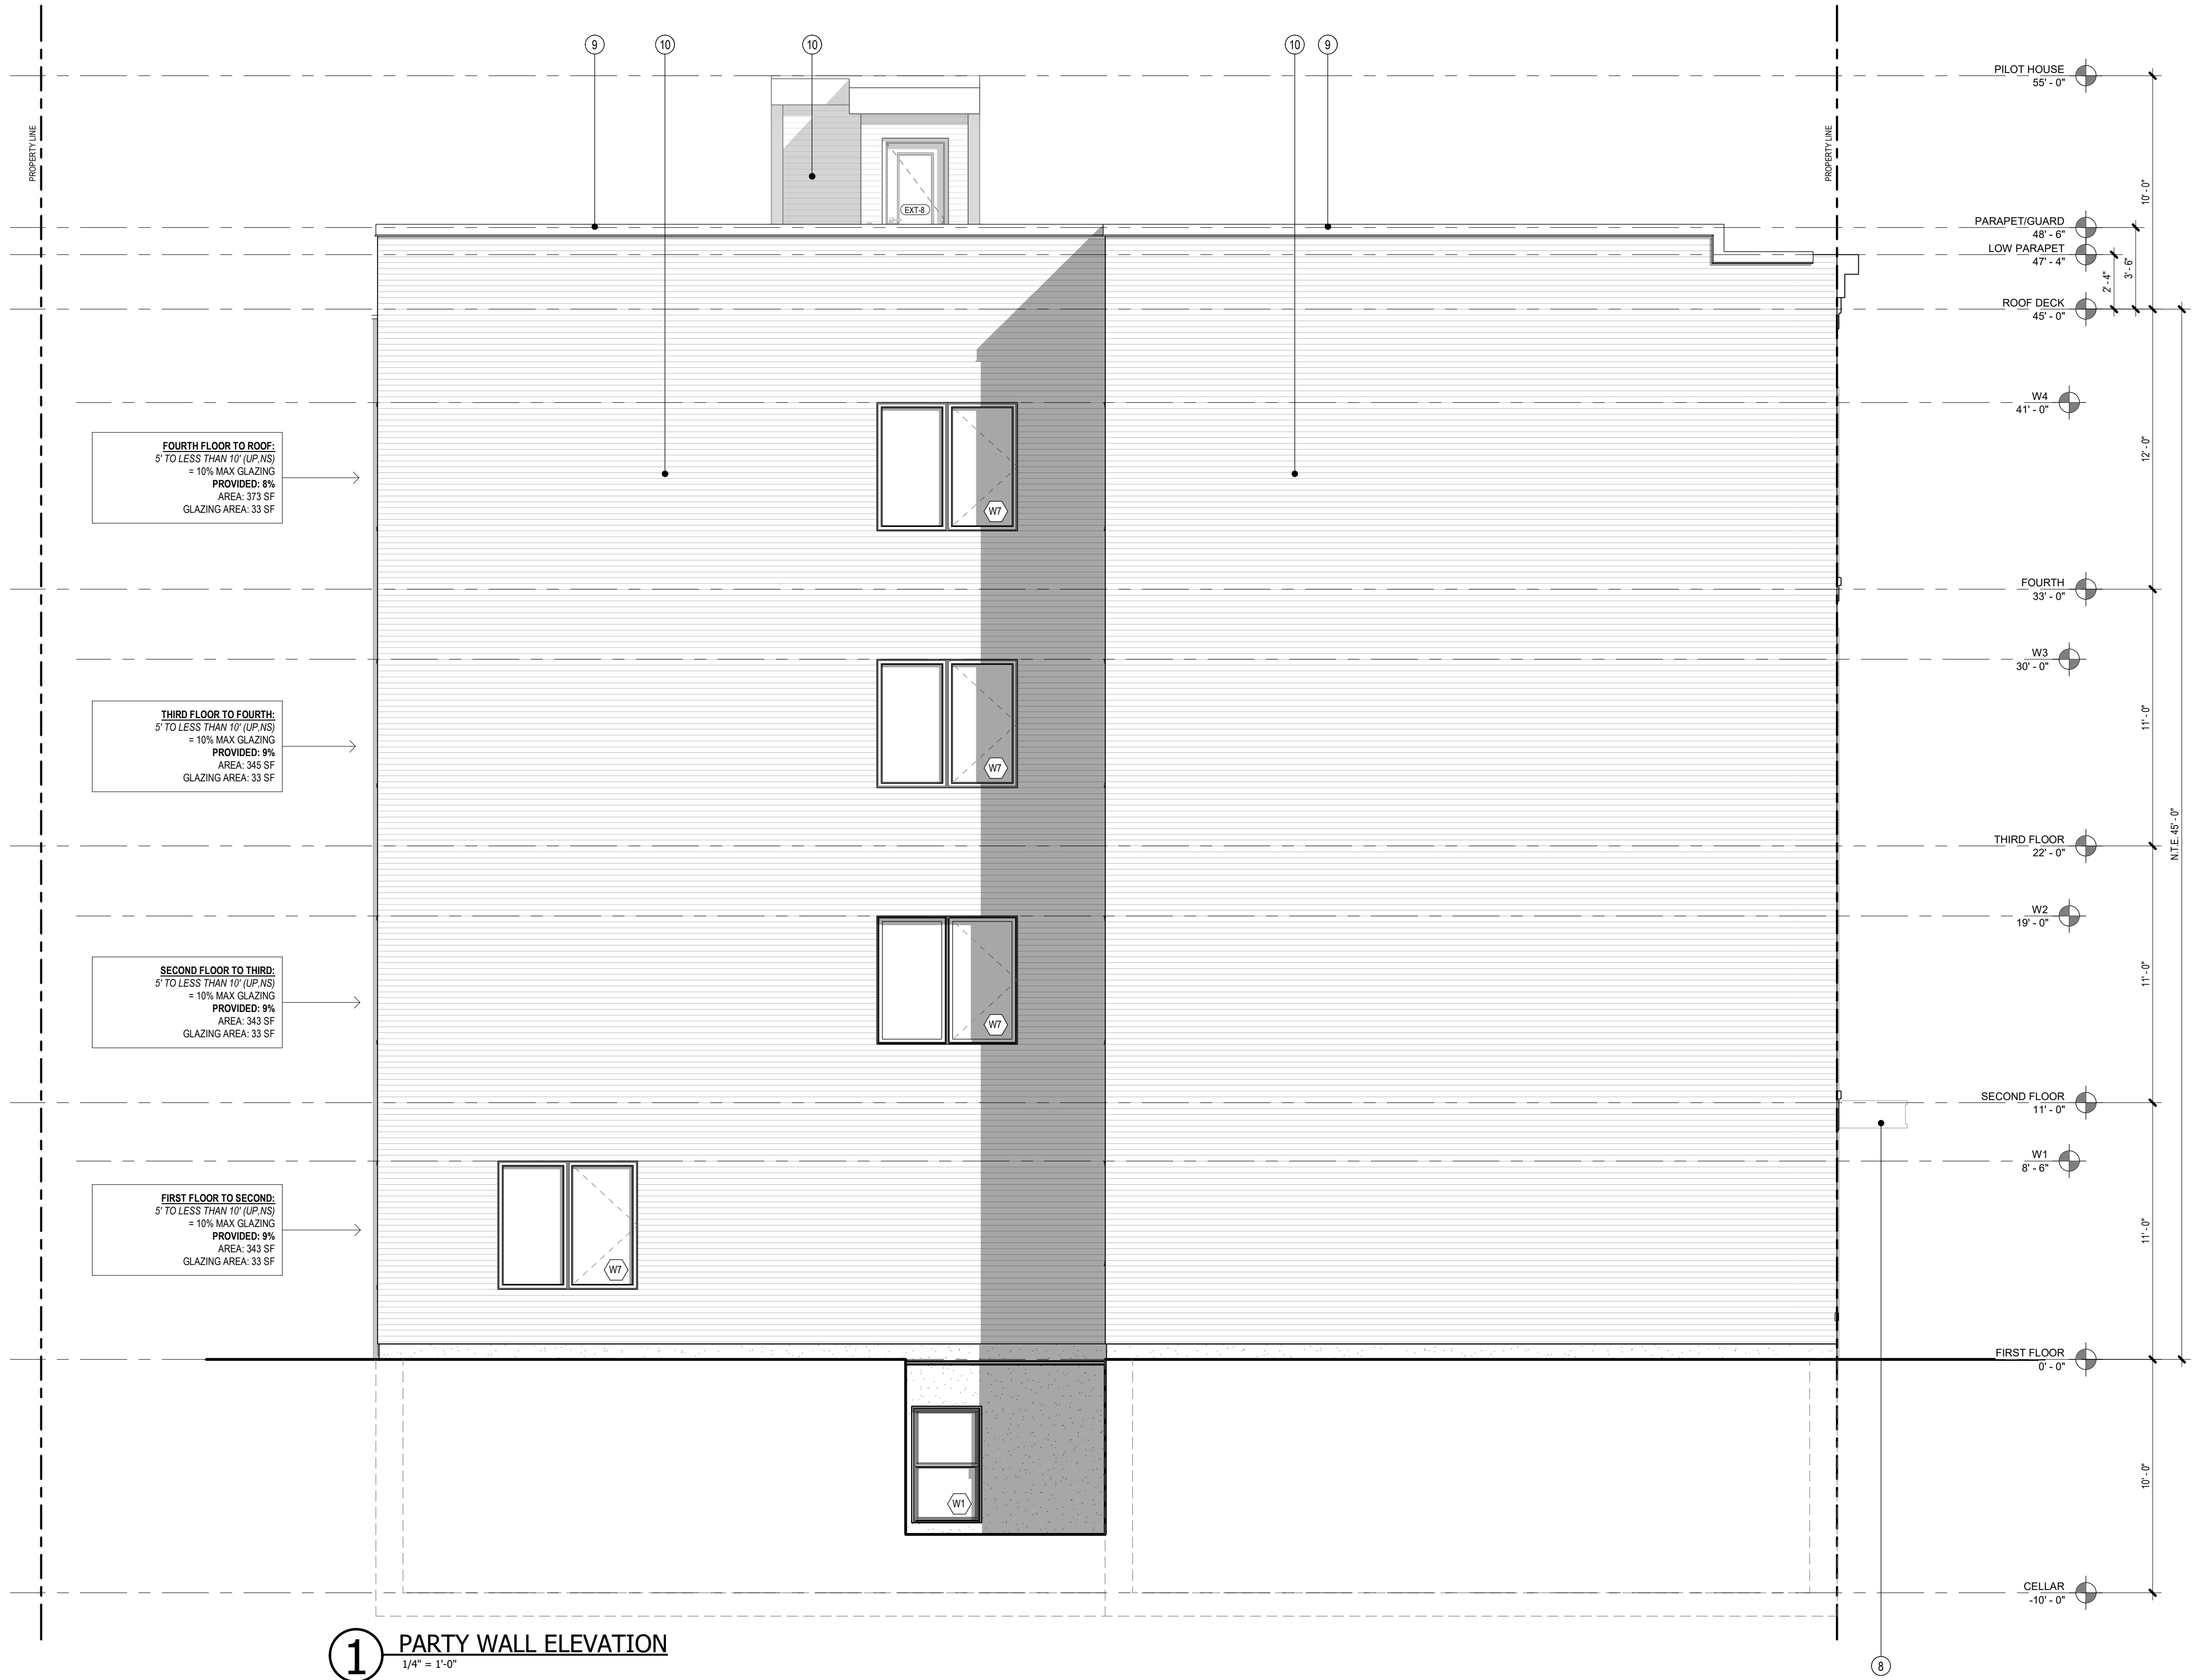 9
10
10
10
9
PROPERTY LINE
PROPERTY LINE
PILOT HOUSE
55' - 0"
10' - 0"
EXT-8
PARAPET/GUARD
48' - 6"
LOW PARAPET
47' - 4"
2' - 4"
3' - 6"
ROOF DECK
45' - 0"
W4
41' - 0"
12' - 0"
FOURTH FLOOR TO ROOF:
5' TO LESS THAN 10' (UP,NS)
= 10% MAX GLAZING
PROVIDED: 8%
AREA: 373 SF
GLAZING AREA: 33 SF
W7
FOURTH
33' - 0"
W3
30' - 0"
11' - 0"
THIRD FLOOR TO FOURTH:
5' TO LESS THAN 10' (UP,NS)
= 10% MAX GLAZING
PROVIDED: 9%
AREA: 345 SF
GLAZING AREA: 33 SF
W7
N.T.E. 45' - 0"
THIRD FLOOR
22' - 0"
W2
19' - 0"
11' - 0"
SECOND FLOOR TO THIRD:
5' TO LESS THAN 10' (UP,NS)
= 10% MAX GLAZING
PROVIDED: 9%
AREA: 343 SF
GLAZING AREA: 33 SF
W7
SECOND FLOOR
11' - 0"
W1
8' - 6"
11' - 0"
FIRST FLOOR TO SECOND:
5' TO LESS THAN 10' (UP,NS)
= 10% MAX GLAZING
PROVIDED: 9%
AREA: 343 SF
GLAZING AREA: 33 SF
W7
FIRST FLOOR
0' - 0"
10' - 0"
W1
CELLAR
-10' - 0"
8
1
PARTY WALL ELEVATION
1/4" = 1'-0"